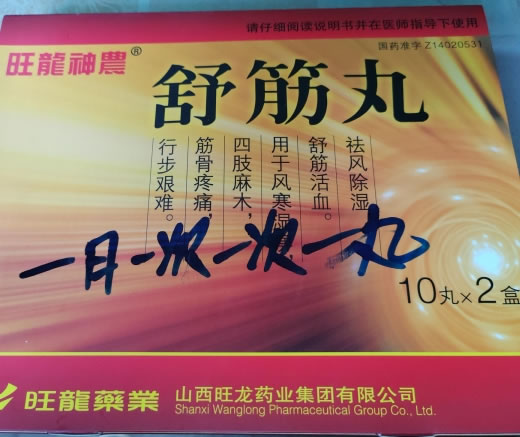 请仔细阅读说明书并在医师指导下使用
国药准字 Z14020531
旺龍神農®
舒筋丸
祛风除湿,
舒筋活血。
用于风寒湿
四肢麻木,
筋骨疼痛,
行步艰难。
一日一次一次一丸
10丸×2盒
旺龍藥業
山西旺龙药业集团有限公司
Shanxi Wanglong Pharmaceutical Group Co., Ltd.